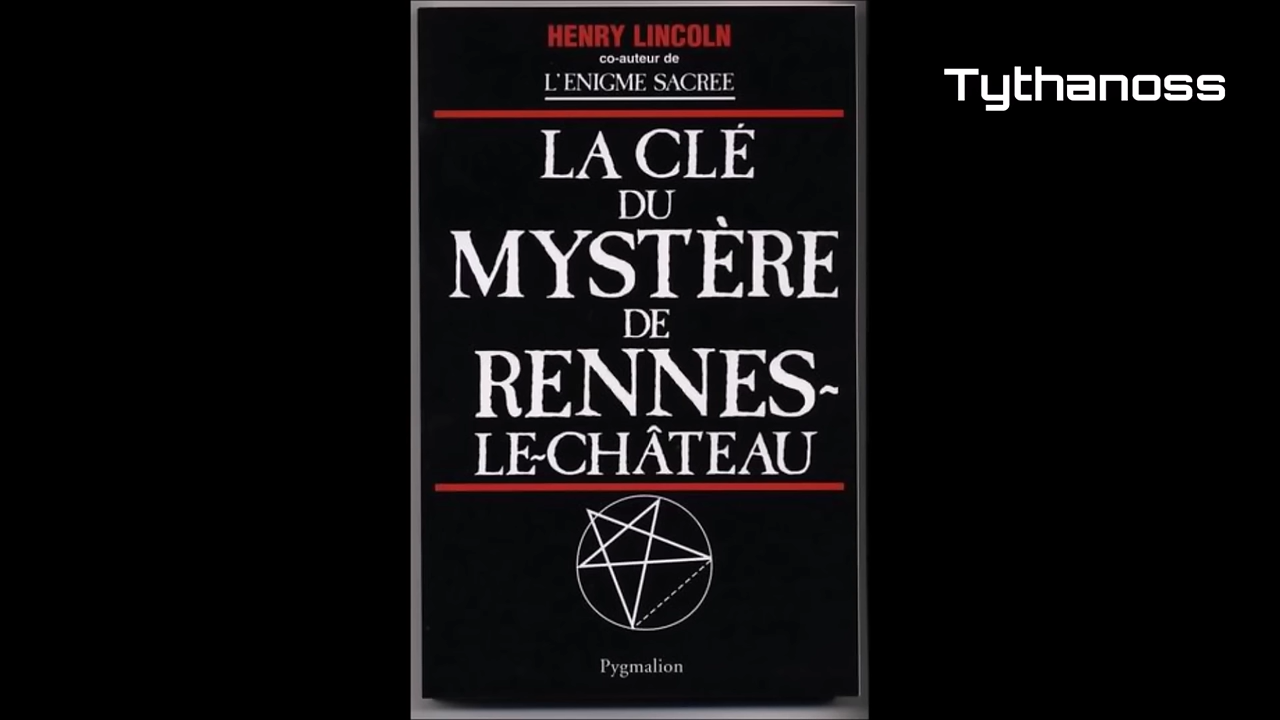 HENRY LINCOLN
co-auteur de
L'ENIGME SACREE
LA CLÉ
DU
MYSTÈRE
DE
RENNES-
LE-CHÂTEAU
Pygmalion
Tythanoss